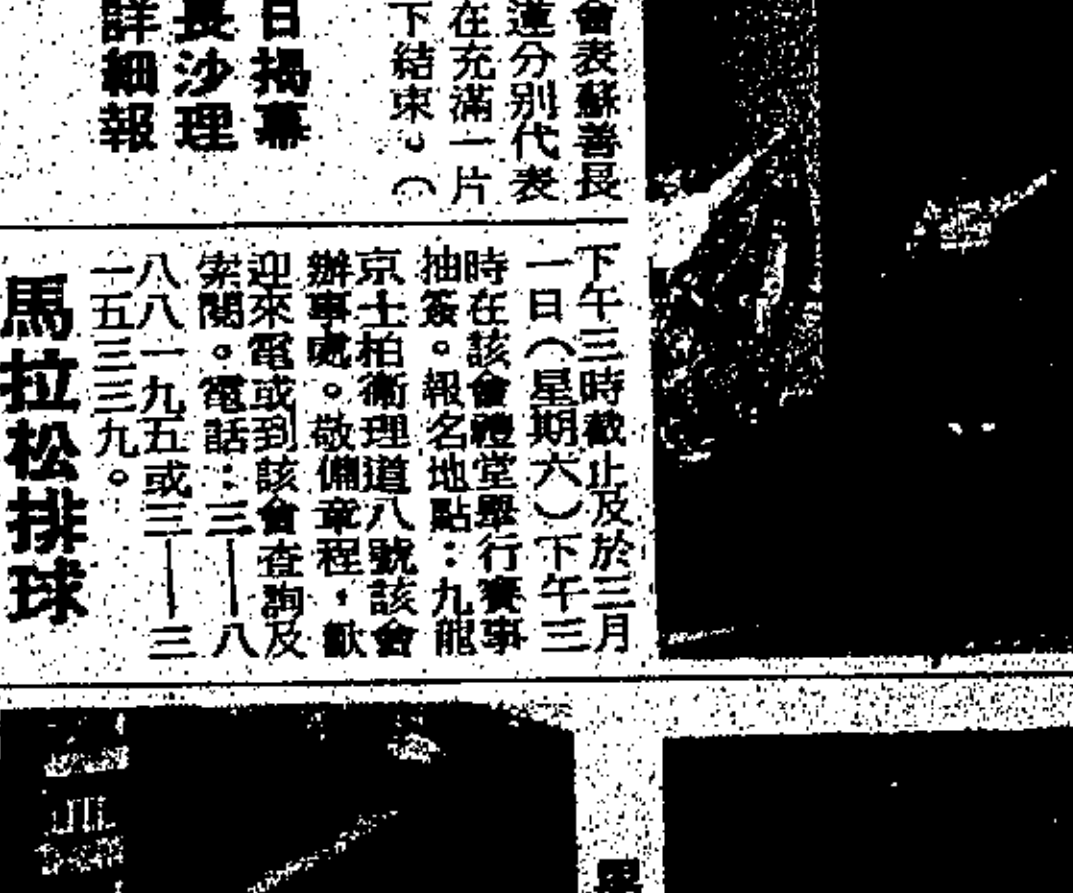 會表蘇善長
蓮分别代表
在充滿一片
下結束。（
日揭幕
長沙理
詳細報
下午三時截止及於三月
一日（星期六）下午三
時在該會禮堂舉行賽事
抽簽。報名地點：九龍
京士柏衞理道八號該會
辦事處。敬備章程，歡
迎來電或到該會查詢及
索閱。電話：三——八
八八一九五或三——三
一五三三九。
馬拉松排球